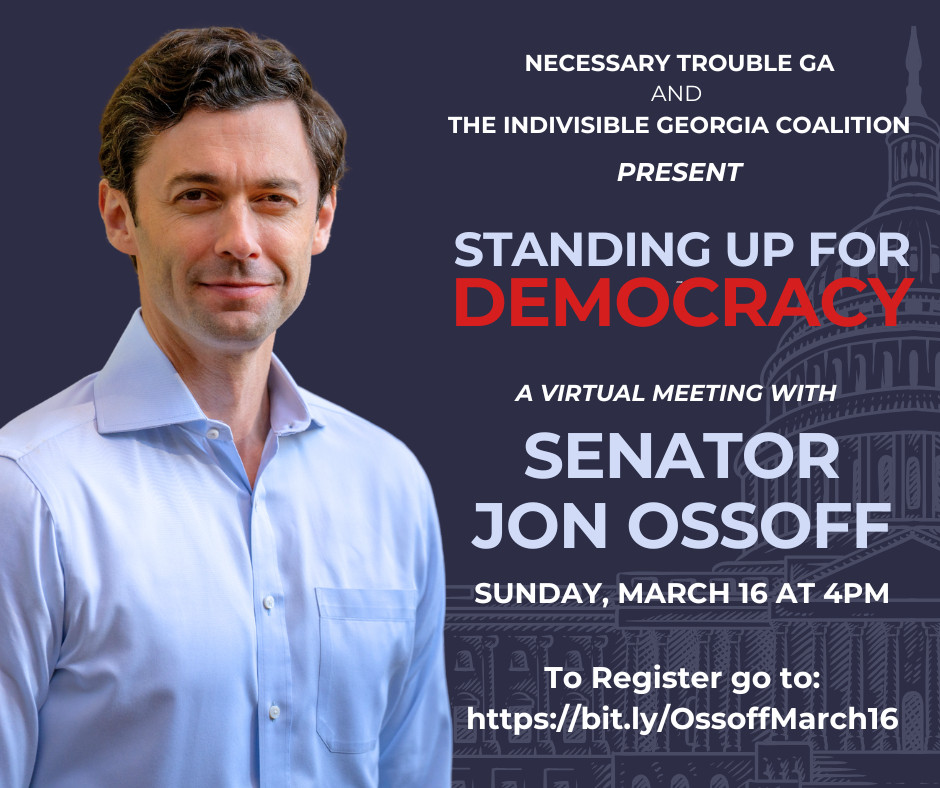 NECESSARY TROUBLE GA
AND
THE INDIVISIBLE GEORGIA COALITION
PRESENT
STANDING UP FOR
DEMOCRACY
A VIRTUAL MEETING WITH
SENATOR
JON OSSOFF
SUNDAY, MARCH 16 AT 4PM
To Register go to:
https://bit.ly/OssoffMarch16